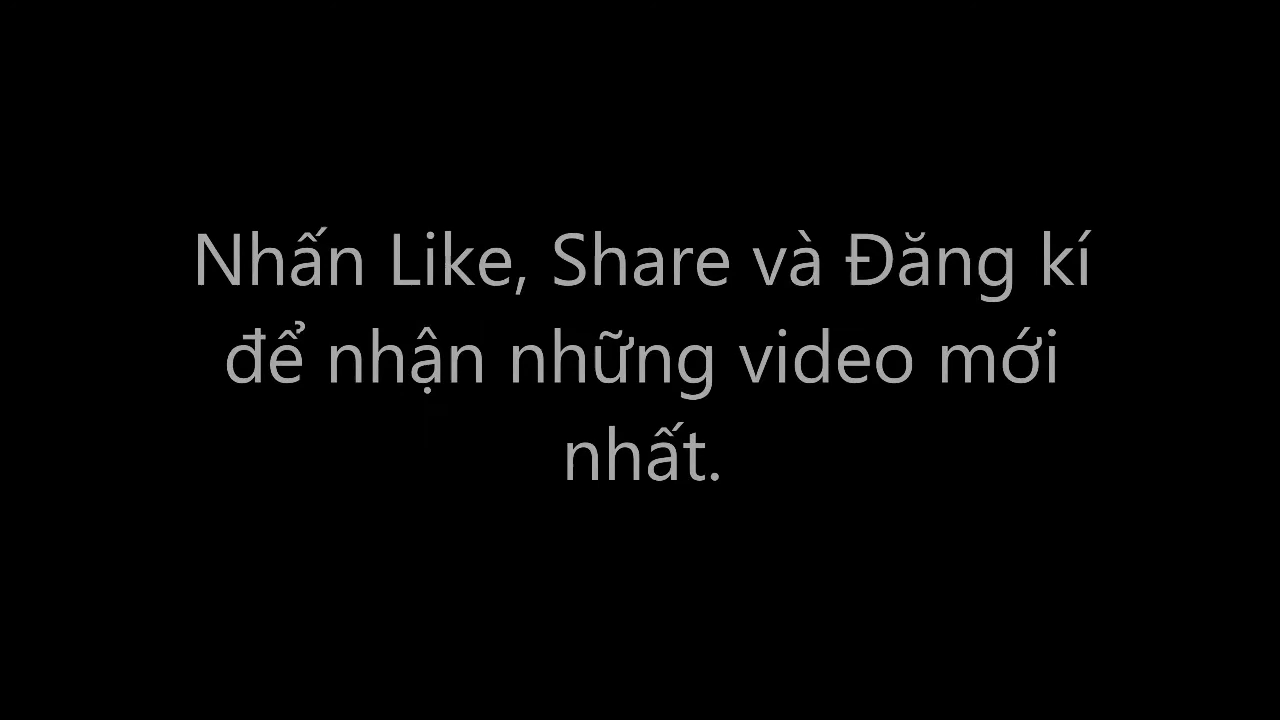 Nhấn Like, Share và Đăng kí
để nhận những video mới
nhất.